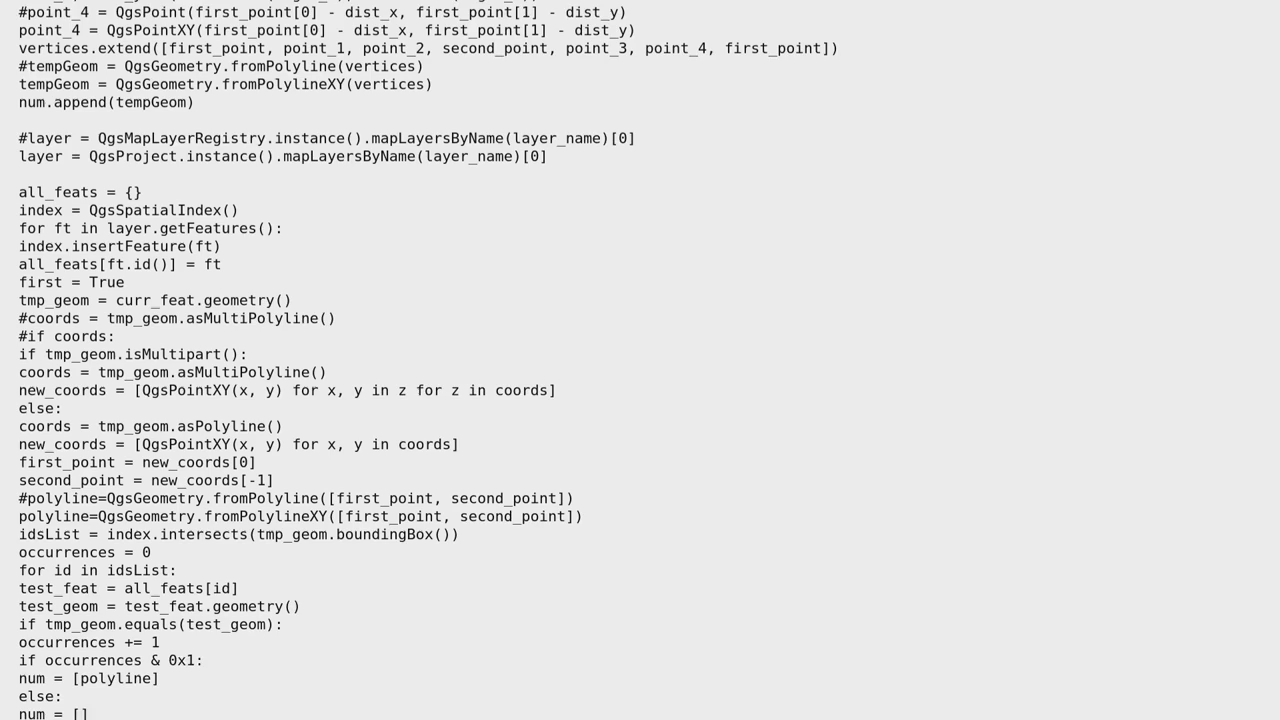 #point_4 = QgsPoint(first_point[0] - dist_x, first_point[1] - dist_y)
point_4 = QgsPointXY(first_point[0] - dist_x, first_point[1] - dist_y)
vertices.extend([first_point, point_1, point_2, second_point, point_3, point_4, first_point])
#tempGeom = QgsGeometry.fromPolyline(vertices)
tempGeom = QgsGeometry.fromPolylineXY(vertices)
num.append(tempGeom)

#layer = QgsMapLayerRegistry.instance().mapLayersByName(layer_name)[0]
layer = QgsProject.instance().mapLayersByName(layer_name)[0]

all_feats = {}
index = QgsSpatialIndex()
for ft in layer.getFeatures():
index.insertFeature(ft)
all_feats[ft.id()] = ft
first = True
tmp_geom = curr_feat.geometry()
#coords = tmp_geom.asMultiPolyline()
#if coords:
if tmp_geom.isMultipart():
coords = tmp_geom.asMultiPolyline()
new_coords = [QgsPointXY(x, y) for x, y in z for z in coords]
else:
coords = tmp_geom.asPolyline()
new_coords = [QgsPointXY(x, y) for x, y in coords]
first_point = new_coords[0]
second_point = new_coords[-1]
#polyline=QgsGeometry.fromPolyline([first_point, second_point])
polyline=QgsGeometry.fromPolylineXY([first_point, second_point])
idsList = index.intersects(tmp_geom.boundingBox())
occurrences = 0
for id in idsList:
test_feat = all_feats[id]
test_geom = test_feat.geometry()
if tmp_geom.equals(test_geom):
occurrences += 1
if occurrences & 0x1:
num = [polyline]
else:
num = []